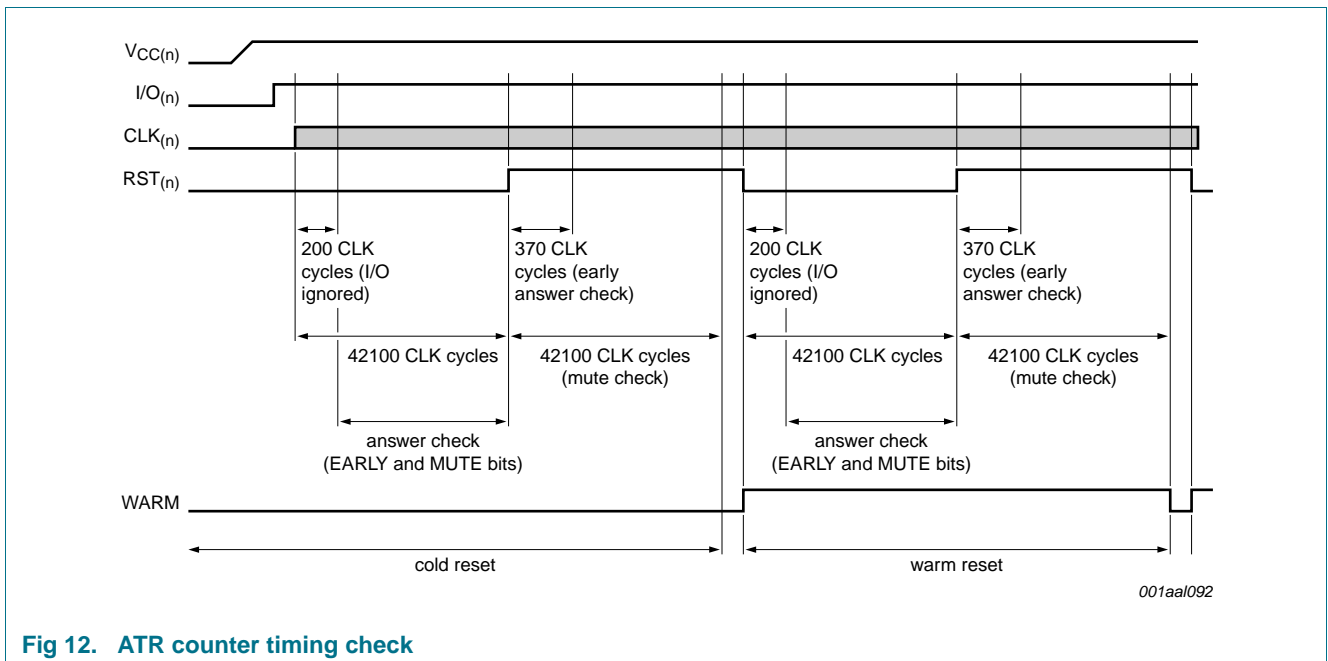 VCC(n)
I/O(n)
CLK(n)
RST(n)
200 CLK
cycles (I/O
ignored)
370 CLK
cycles (early
answer check)
200 CLK
cycles (I/O
ignored)
370 CLK
cycles (early
answer check)
42100 CLK cycles
42100 CLK cycles
(mute check)
42100 CLK cycles
42100 CLK cycles
(mute check)
answer check
(EARLY and MUTE bits)
answer check
(EARLY and MUTE bits)
WARM
cold reset
warm reset
001aal092
Fig 12. ATR counter timing check